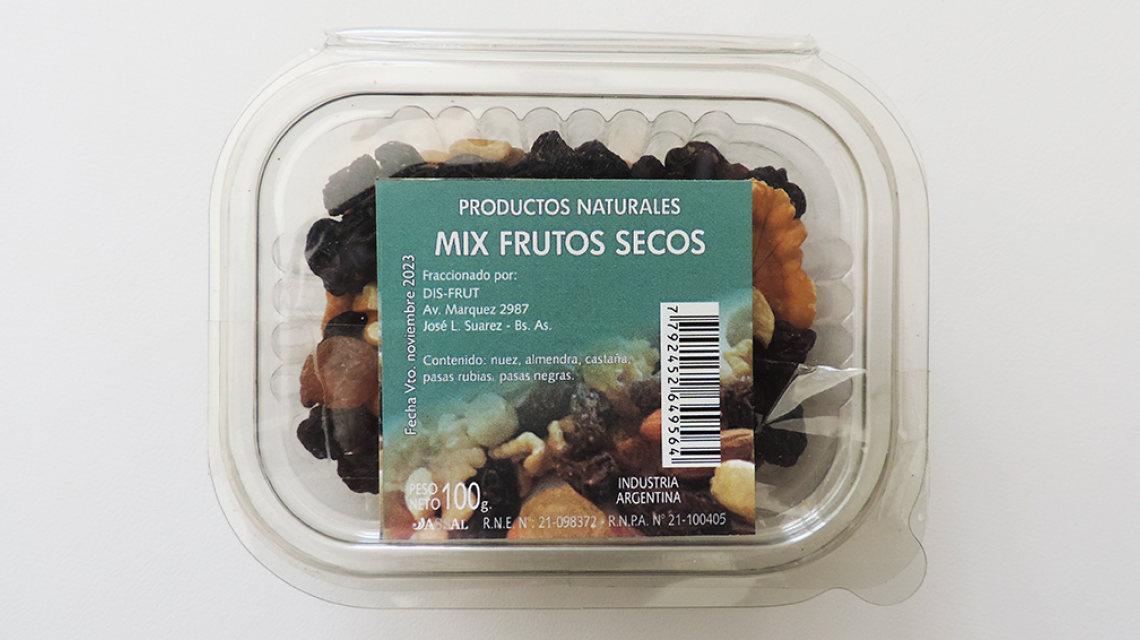 PRODUCTOS NATURALES
MIX FRUTOS SECOS
Fraccionado por:
DIS-FRUT
Av. Marquez 2987
José L. Suarez - Bs. As.
Contenido: nuez, almendra, castaña,
pasas rubias, pasas negras.
Fecha Vto. noviembre 2023
7792452649564
PESO
NETO 100g.
INDUSTRIA
ARGENTINA
R.N.E. N°: 21-098372 - R.N.P.A. N° 21-100405